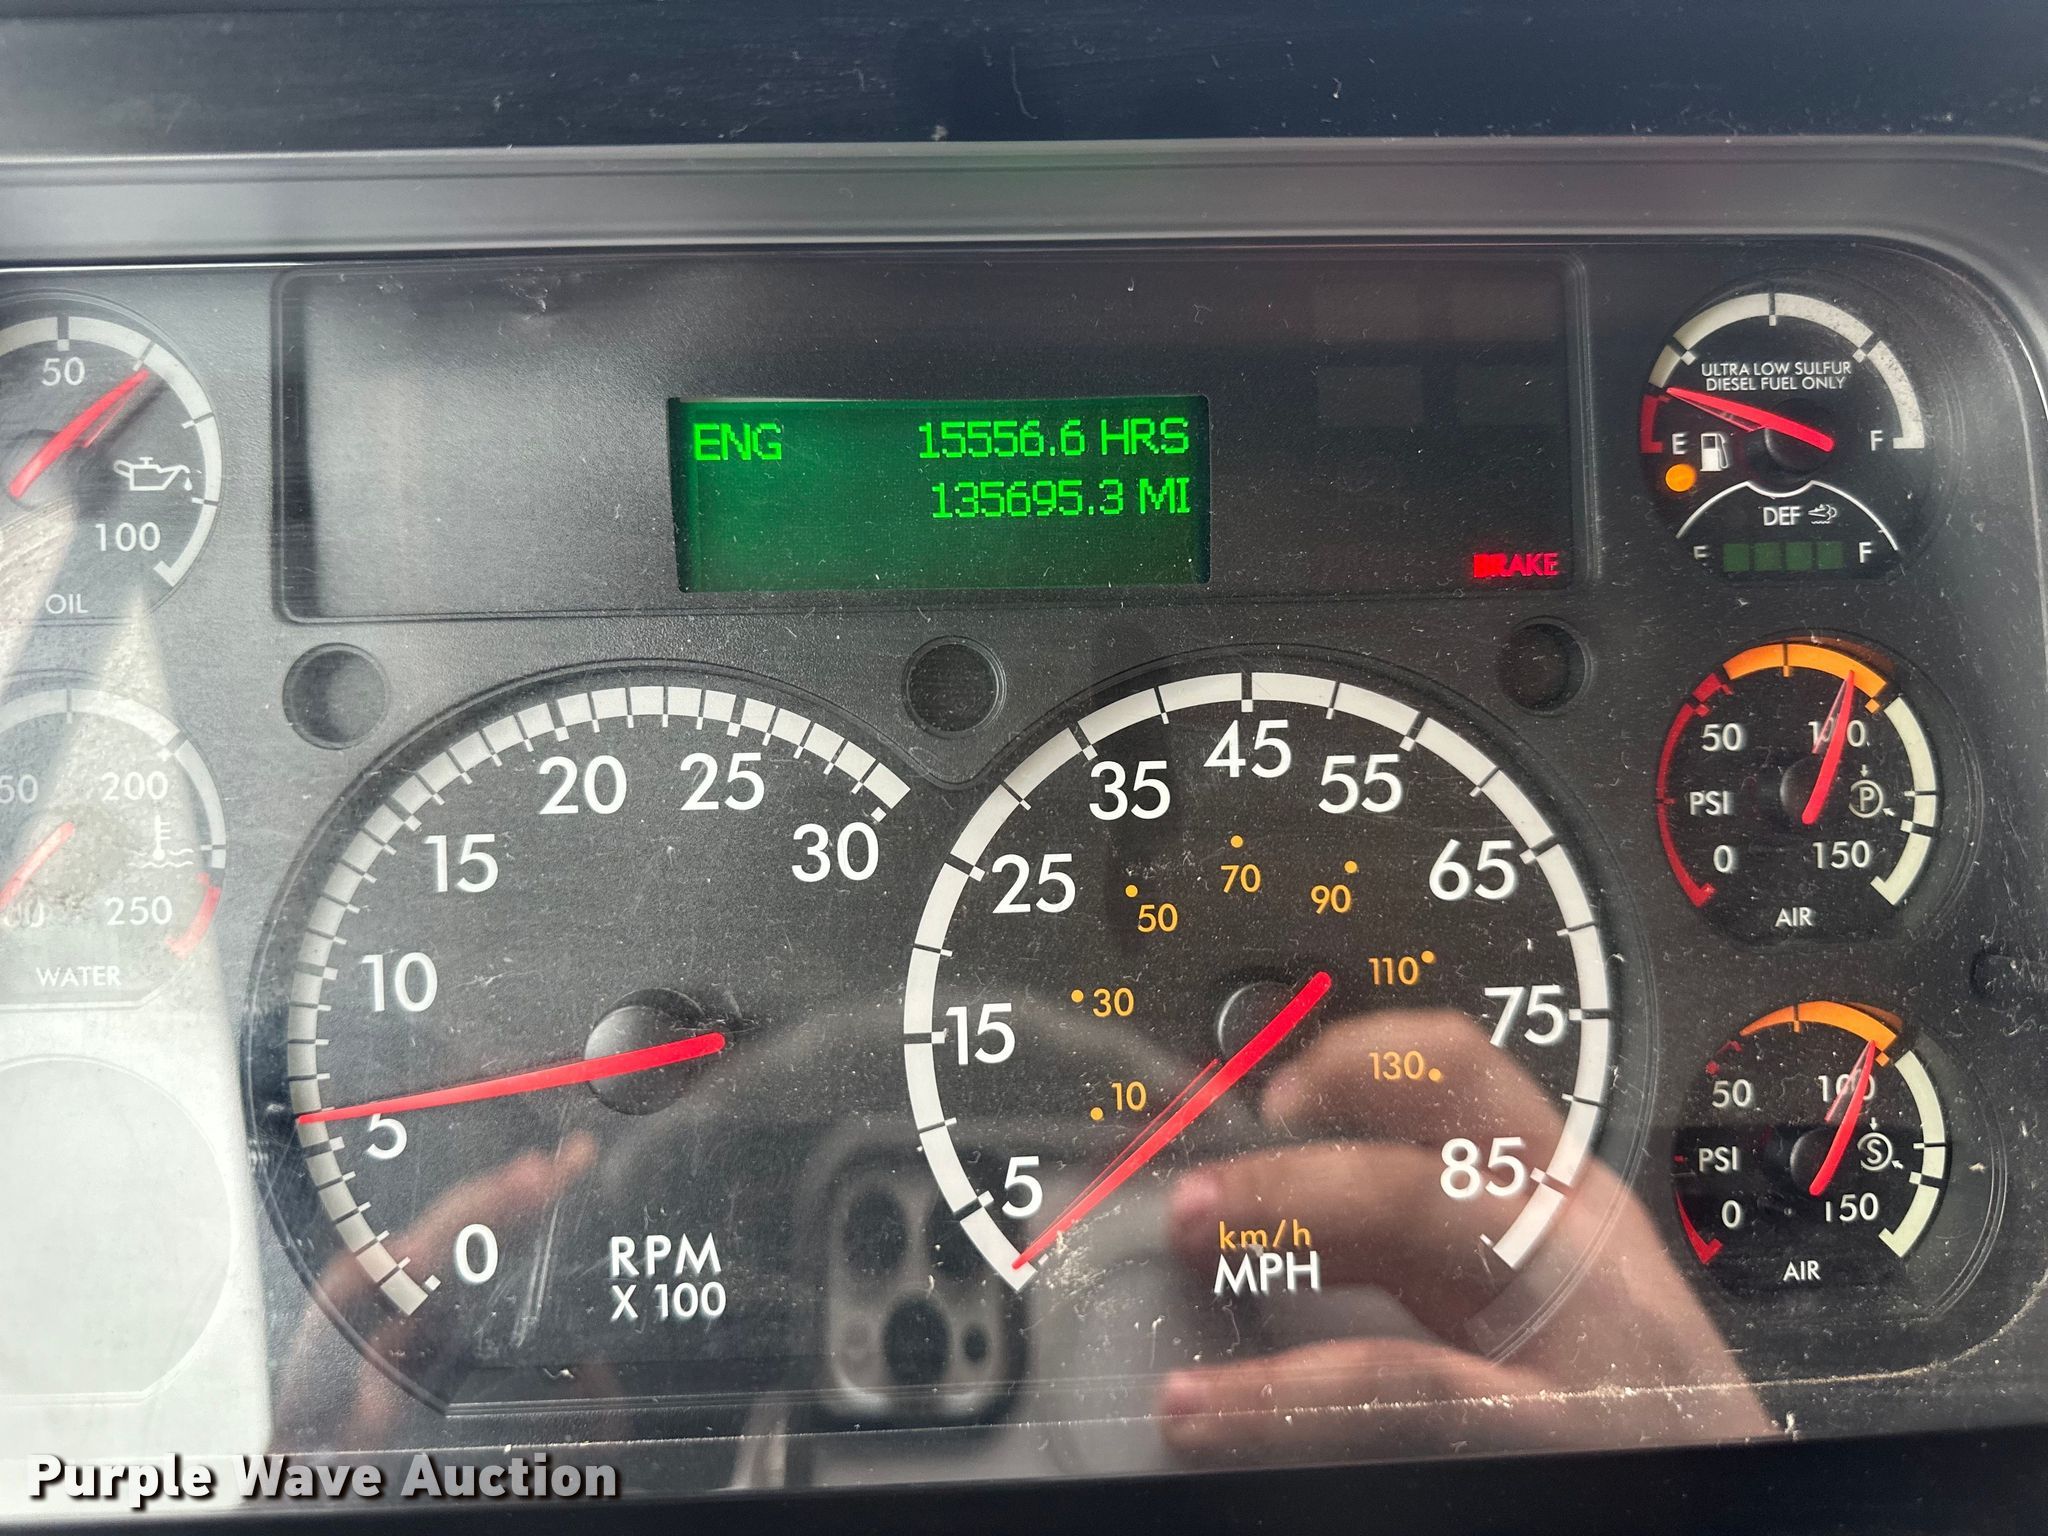 ENG 15556.6 HRS
135695.3 MI
BRAKE
50
100
OIL
200
250
WATER
0
5
10
15
20
25
30
RPM
X 100
5
15
25
35
45
55
65
75
85
10
30
50
70
90
110
130
km/h
MPH
ULTRA LOW SULFUR
DIESEL FUEL ONLY
E F
DEF
E F
50 100
PSI P
0 150
AIR
50 100
PSI S
0 150
AIR
Purple Wave Auction